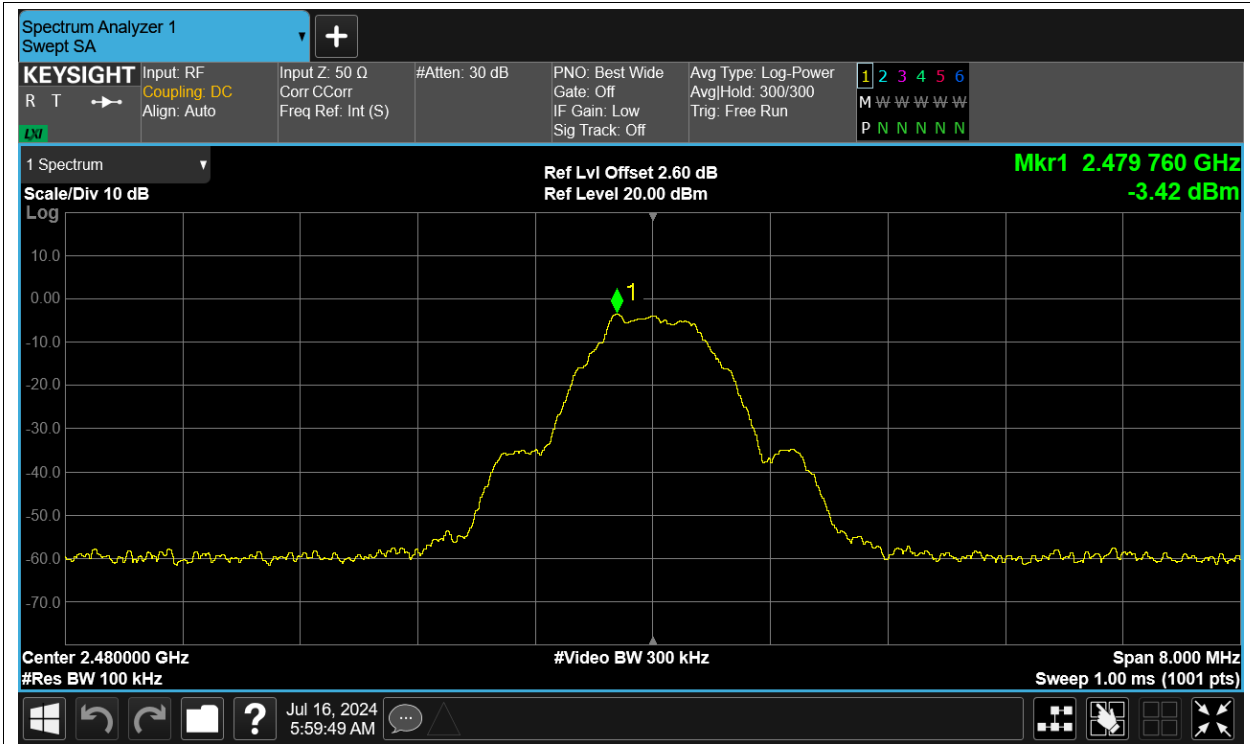 Spectrum Analyzer 1
Swept SA
KEYSIGHT
R T
LXI
Input: RF
Coupling: DC
Align: Auto
Input Z: 50 Ω
Corr CCorr
Freq Ref: Int (S)
#Atten: 30 dB
PNO: Best Wide
Gate: Off
IF Gain: Low
Sig Track: Off
Avg Type: Log-Power
Avg|Hold: 300/300
Trig: Free Run
1 2 3 4 5 6
M W W W W W
P N N N N N
1 Spectrum
Scale/Div 10 dB
Log
Ref Lvl Offset 2.60 dB
Ref Level 20.00 dBm
Mkr1 2.479 760 GHz
-3.42 dBm
10.0
0.00
-10.0
-20.0
-30.0
-40.0
-50.0
-60.0
-70.0
1
Center 2.480000 GHz
#Res BW 100 kHz
#Video BW 300 kHz
Span 8.000 MHz
Sweep 1.00 ms (1001 pts)
?
Jul 16, 2024
5:59:49 AM